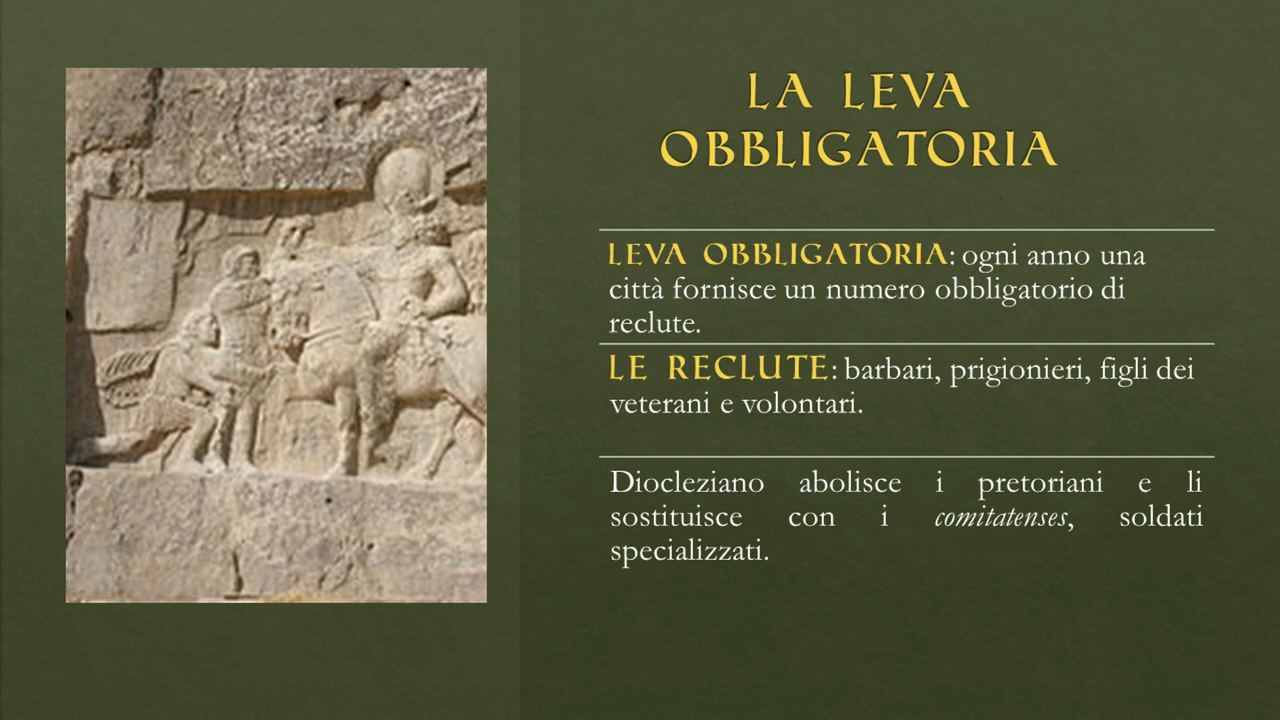 LA LEVA
OBBLIGATORIA
LEVA OBBLIGATORIA: ogni anno una
città fornisce un numero obbligatorio di
reclute.
LE RECLUTE: barbari, prigionieri, figli dei
veterani e volontari.
Diocleziano abolisce i pretoriani e li
sostituisce con i comitatenses, soldati
specializzati.